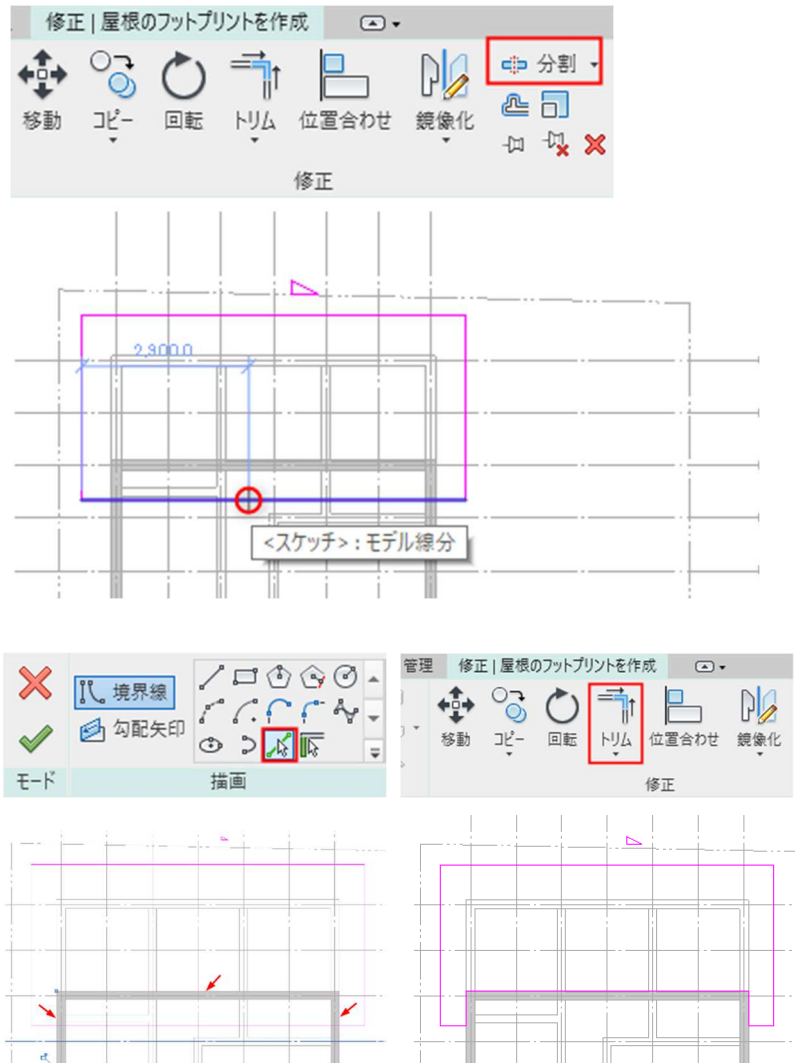 修正 | 屋根のフットプリントを作成
分割
移動 コピー 回転 トリム 位置合わせ 鏡像化
修正
2,900.0
<スケッチ> : モデル線分
境界線
勾配矢印
モード 描画
管理 修正 | 屋根のフットプリントを作成
移動 コピー 回転 トリム 位置合わせ 鏡像化
修正